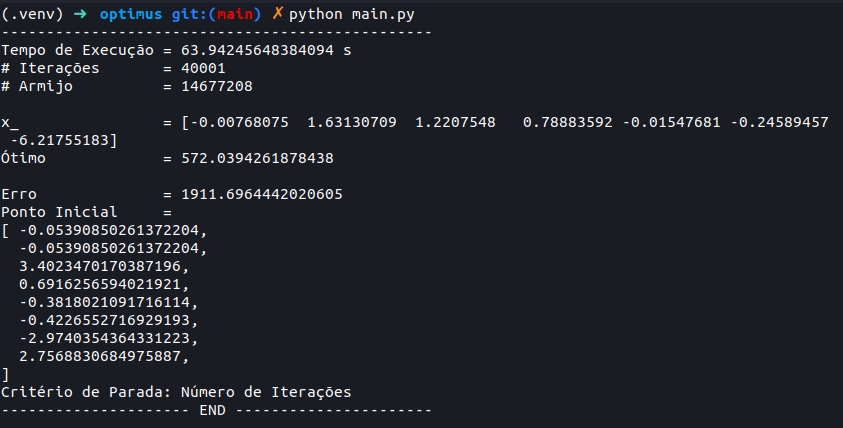 (.venv) ➜ optimus git:(main) ✗ python main.py
------------------------------------------------
Tempo de Execução = 63.94245648384094 s
# Iterações       = 40001
# Armijo          = 14677208
x_                = [-0.00768075  1.63130709  1.2207548   0.78883592 -0.01547681 -0.24589457
 -6.21755183]
Ótimo             = 572.0394261878438
Erro              = 1911.6964442020605
Ponto Inicial     =
[ -0.05390850261372204,
  -0.05390850261372204,
  3.4023470170387196,
  0.6916256594021921,
  -0.3818021091716114,
  -0.4226552716929193,
  -2.9740354364331223,
  2.7568830684975887,
]
Critério de Parada: Número de Iterações
--------------------- END ----------------------